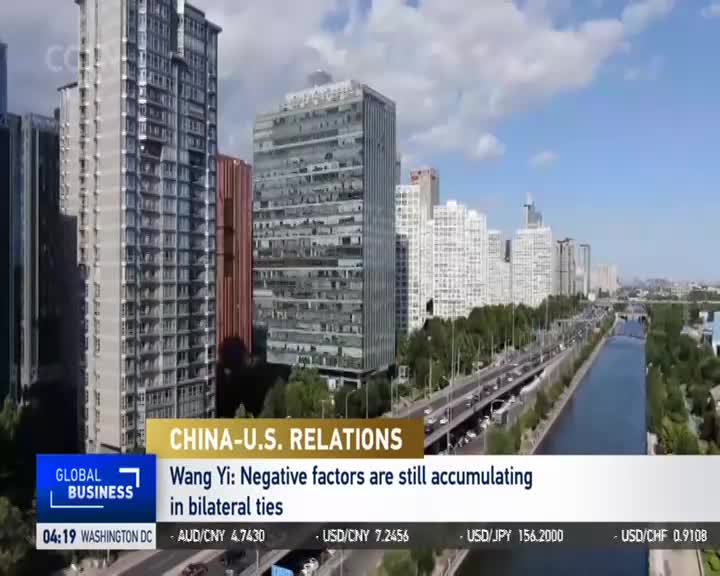 CHINA-U.S. RELATIONS
GLOBAL
BUSINESS
Wang Yi: Negative factors are still accumulating
in bilateral ties
04:19 WASHINGTON DC
AUD/CNY 4.7430
USD/CNY 7.2456
USD/JPY 156.2000
USD/CHF 0.9108